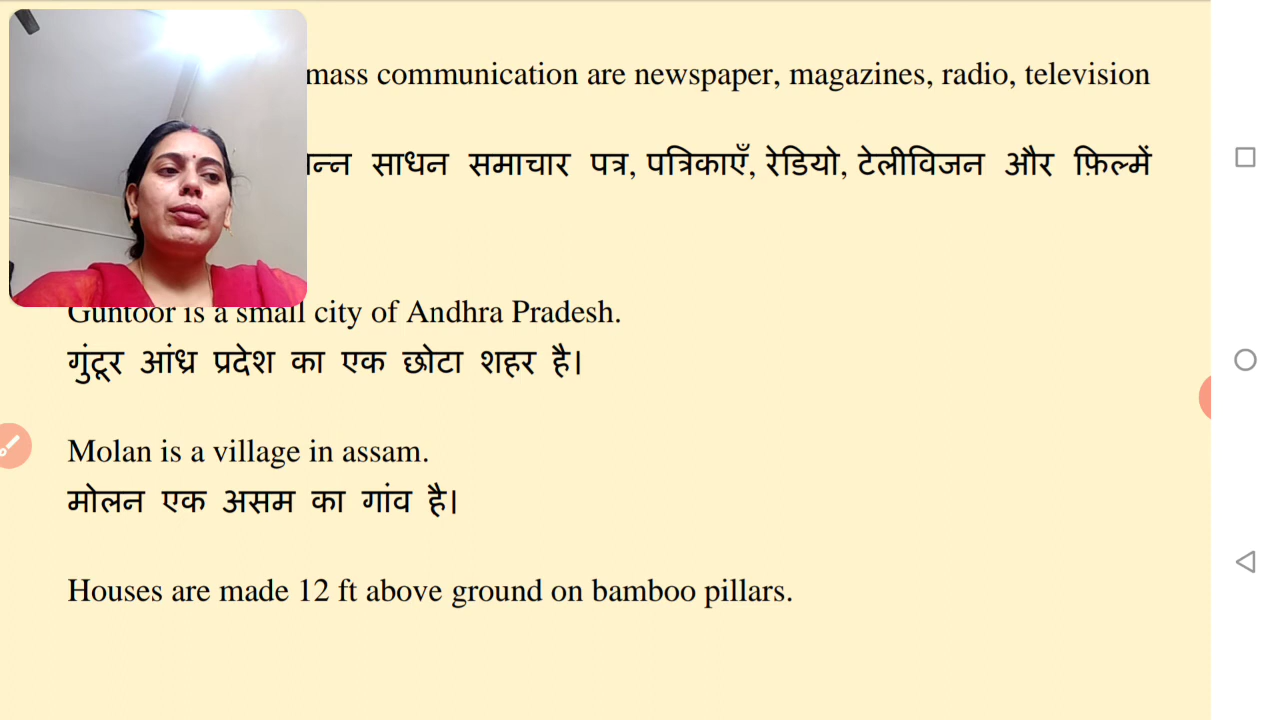 mass communication are newspaper, magazines, radio, television
साधन समाचार पत्र, पत्रिकाएँ, रेडियो, टेलीविजन और फ़िल्में
Guntoor is a small city of Andhra Pradesh.
गुंटूर आंध्र प्रदेश का एक छोटा शहर है।
Molan is a village in assam.
मोलन एक असम का गांव है।
Houses are made 12 ft above ground on bamboo pillars.